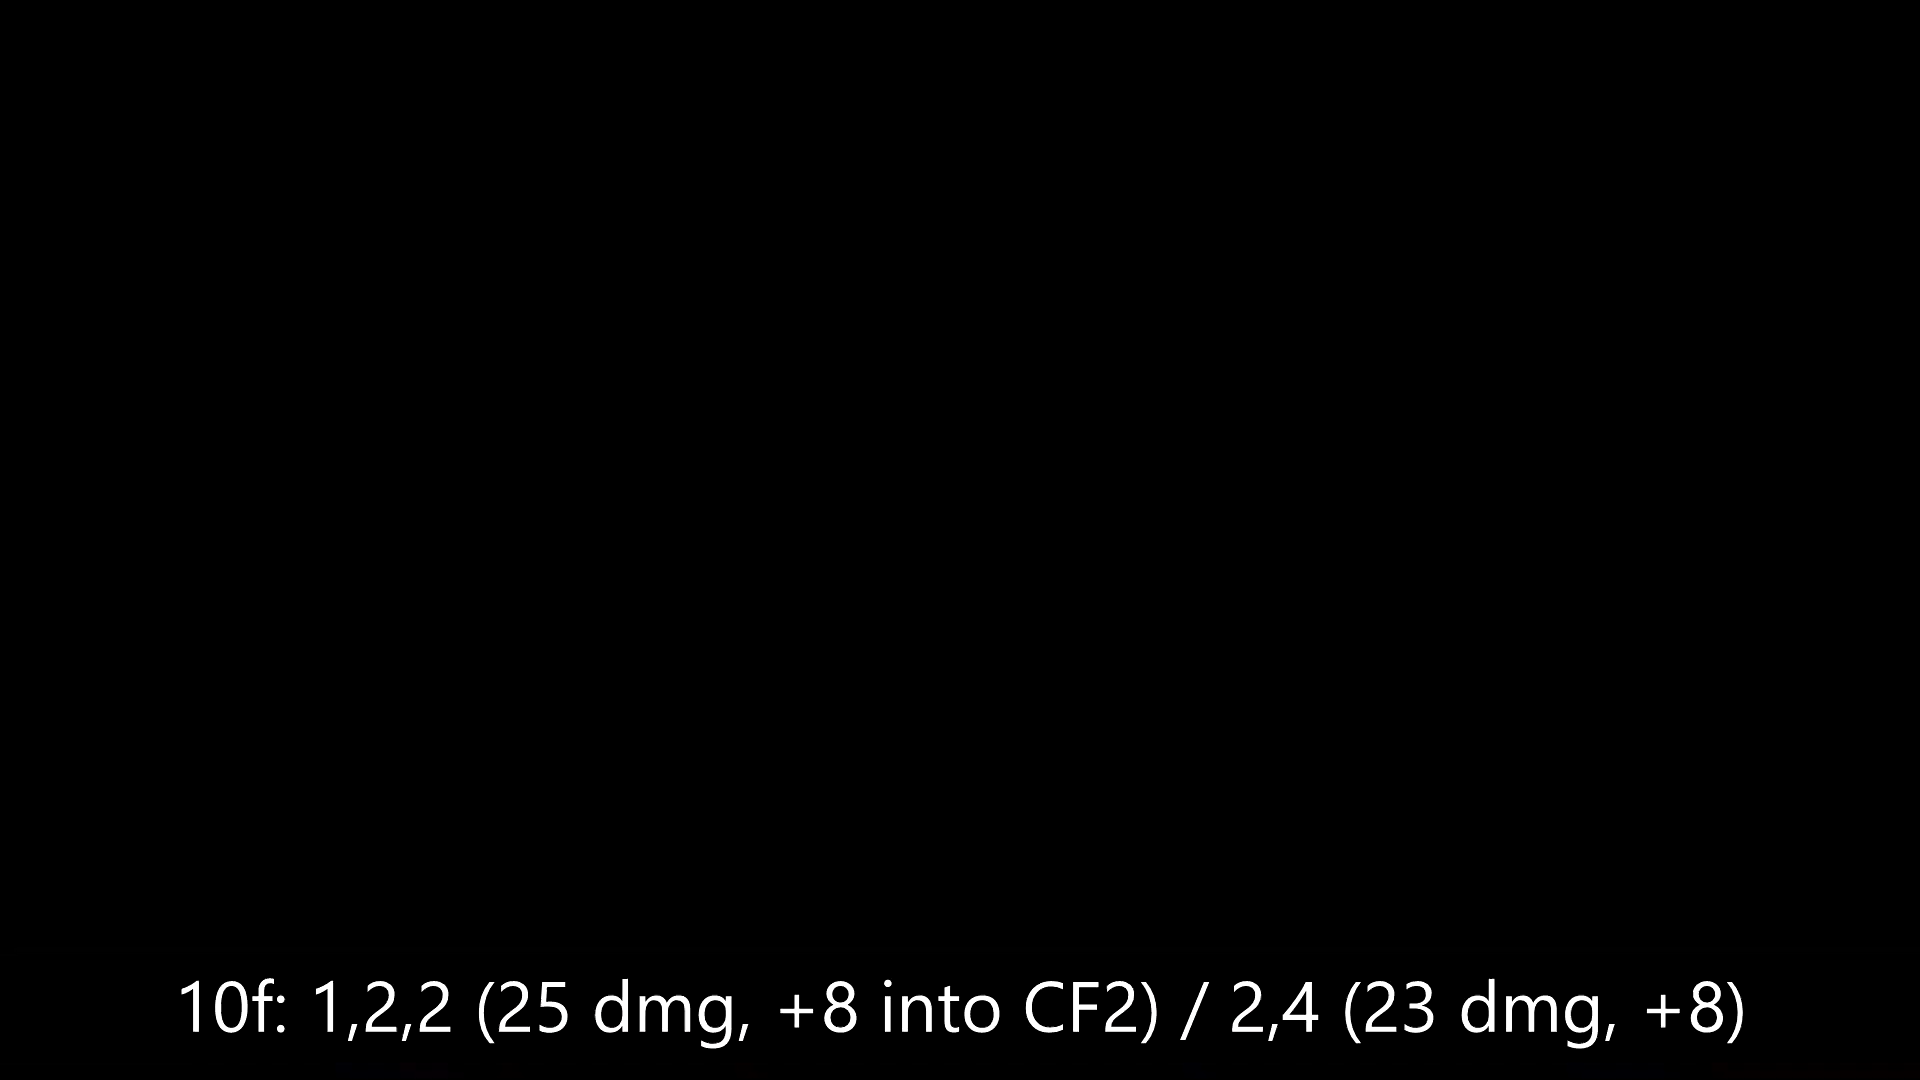 10f: 1,2,2 (25 dmg, +8 into CF2) / 2,4 (23 dmg, +8)